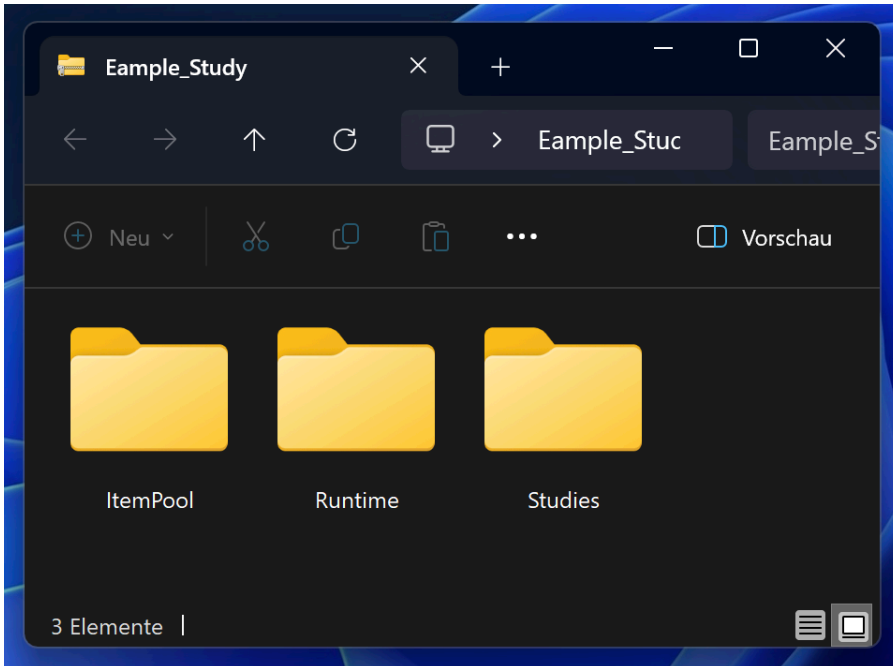 Eample_Study
Eample_Stuc
Eample_S
Neu
Vorschau
ItemPool
Runtime
Studies
3 Elemente